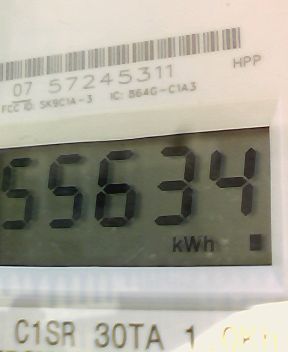 07 57245311
HPP
FCC ID: SK9C1A-3 IC: 864G-C1A3
55634
kWh
C1SR 30TA 1